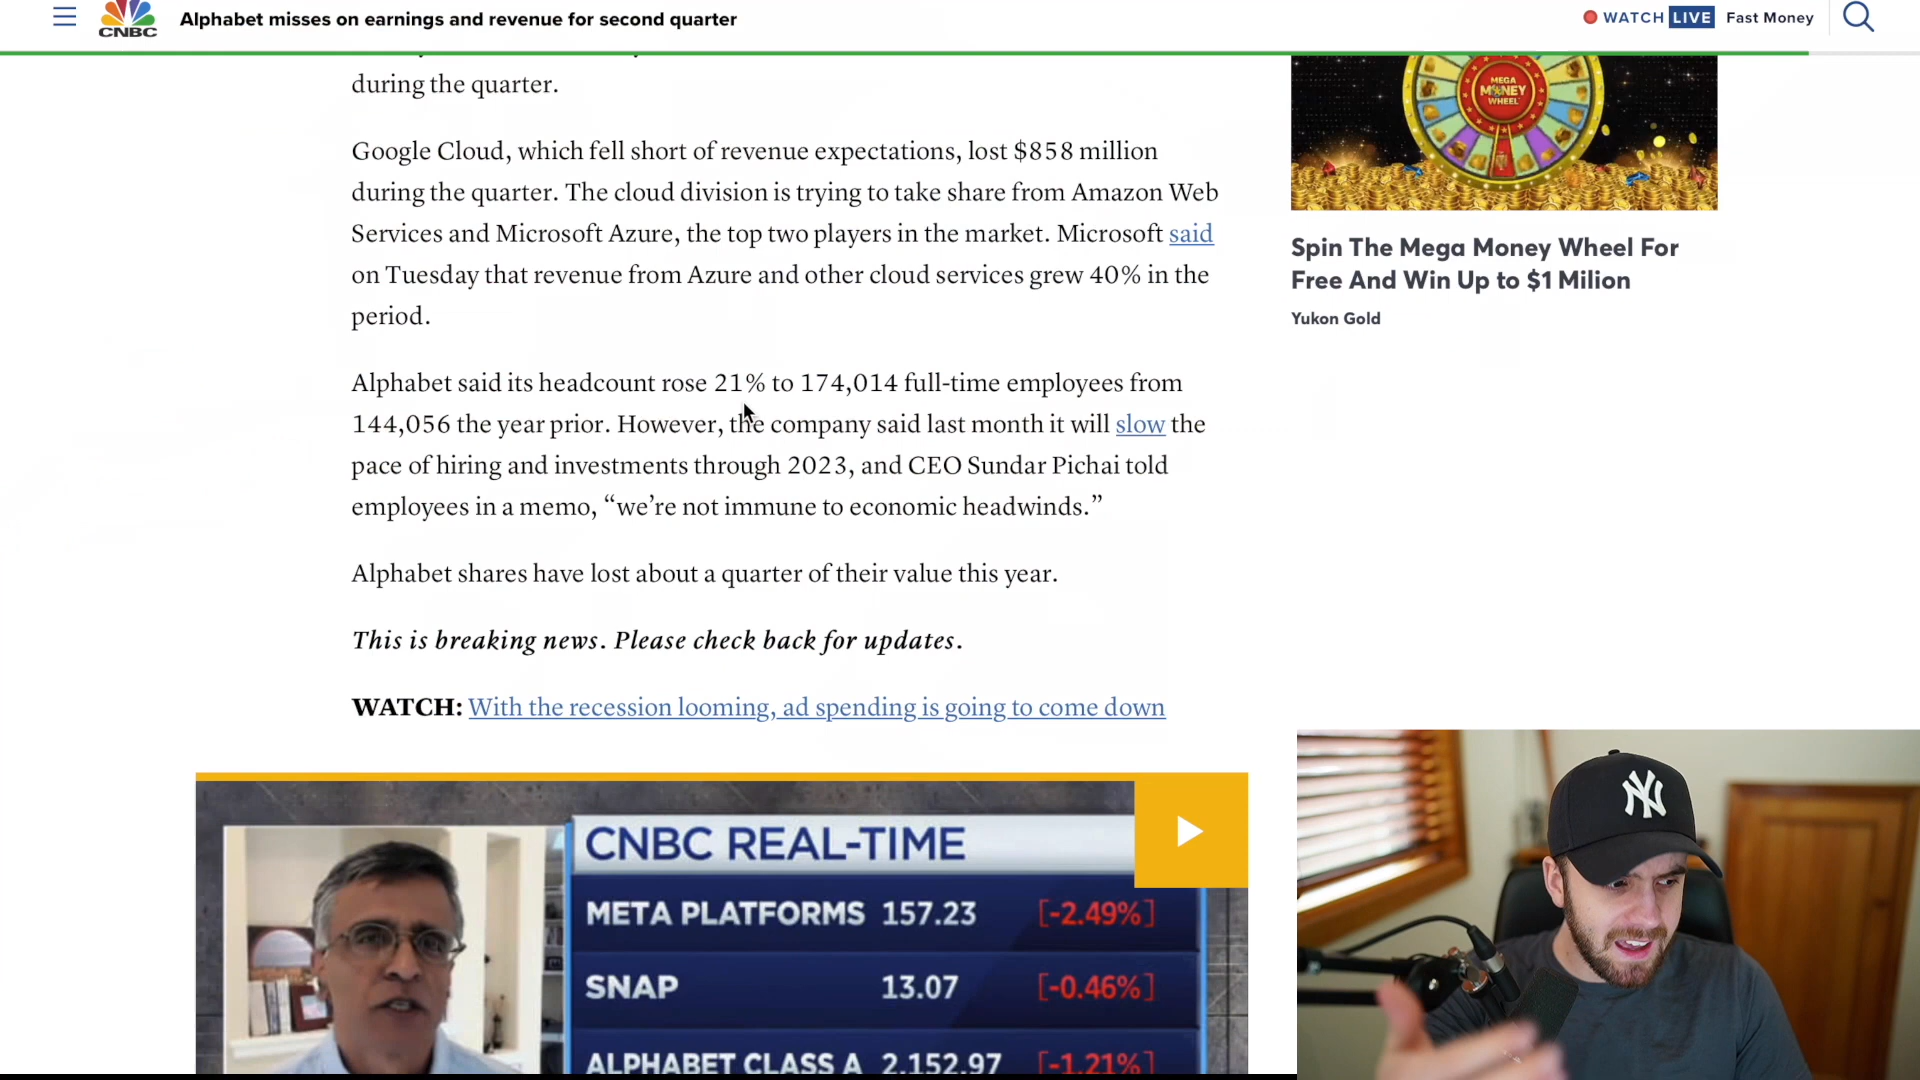 CNBC
Alphabet misses on earnings and revenue for second quarter
WATCH LIVE Fast Money
during the quarter.
Google Cloud, which fell short of revenue expectations, lost $858 million
during the quarter. The cloud division is trying to take share from Amazon Web
Services and Microsoft Azure, the top two players in the market. Microsoft said
on Tuesday that revenue from Azure and other cloud services grew 40% in the
period.
Alphabet said its headcount rose 21% to 174,014 full-time employees from
144,056 the year prior. However, the company said last month it will slow the
pace of hiring and investments through 2023, and CEO Sundar Pichai told
employees in a memo, “we’re not immune to economic headwinds.”
Alphabet shares have lost about a quarter of their value this year.
This is breaking news. Please check back for updates.
WATCH: With the recession looming, ad spending is going to come down
CNBC REAL-TIME
META PLATFORMS 157.23 [-2.49%]
SNAP 13.07 [-0.46%]
ALPHABET CLASS A 2,152.97 [-1.21%]
MEGA
MONEY
WHEEL
Spin The Mega Money Wheel For
Free And Win Up to $1 Milion
Yukon Gold
NY